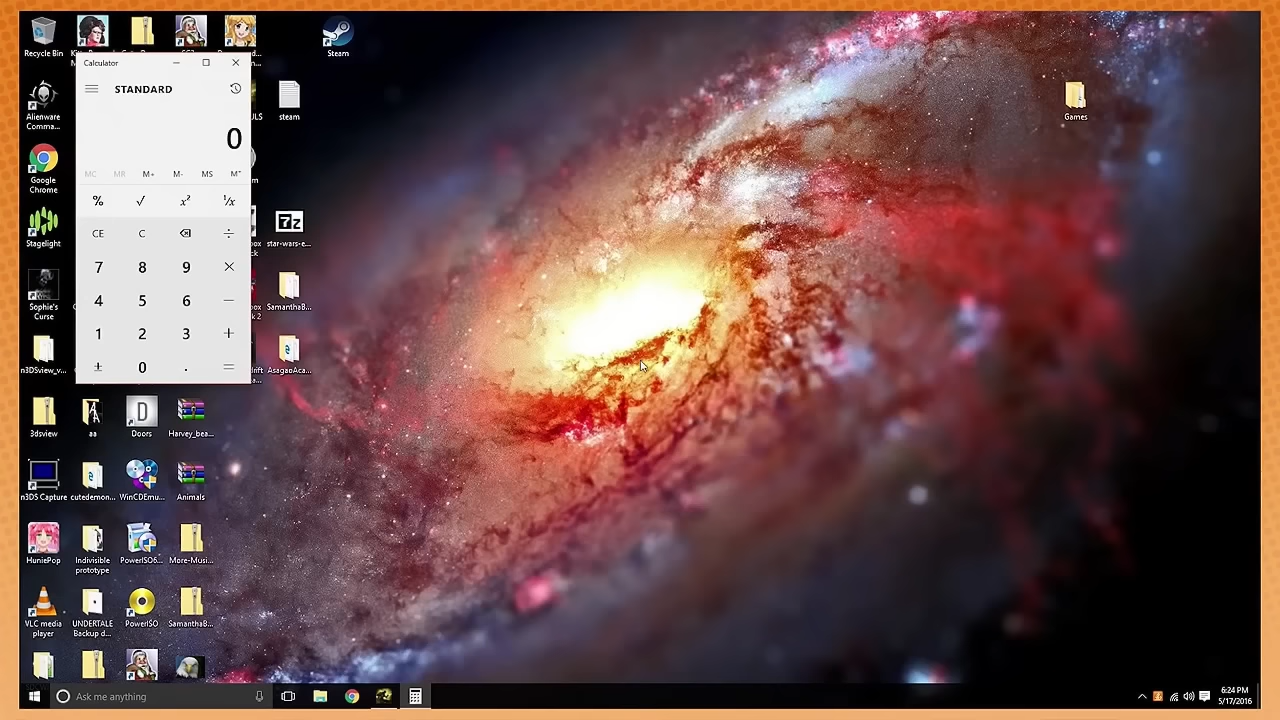 Recycle Bin
Steam
Calculator
STANDARD
0
MC MR M+ M- MS M˅
% √ x² ¹/x
CE C ÷
7 8 9 ×
4 5 6 −
1 2 3 +
± 0 . =
Alienware
Comma...
steam
Games
Google
Chrome
Stagelight
star-wars-e...
Sophie's
Curse
SamanthaB...
n3DSview_v...
AsagaoAca...
3dsview
aa
D
Doors
Harvey_bea...
n3DS Capture
cutedemon...
WinCDEmu...
Animals
HuniePop
Indivisible
prototype
PowerISO6...
More-Musi...
VLC media
player
UNDERTALE
Backup d...
PowerISO
SamanthaB...
Ask me anything
6:24 PM
5/17/2016